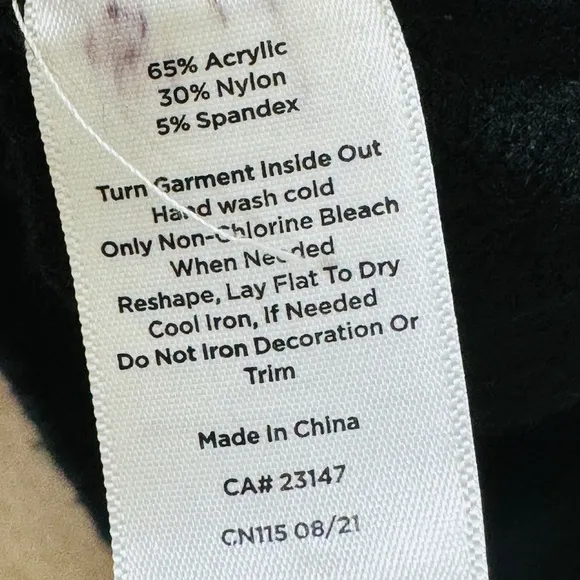 65% Acrylic
30% Nylon
5% Spandex
Turn Garment Inside Out
Hand wash cold
Only Non-Chlorine Bleach
When Needed
Reshape, Lay Flat To Dry
Cool Iron, If Needed
Do Not Iron Decoration Or
Trim
Made In China
CA# 23147
CN115 08/21